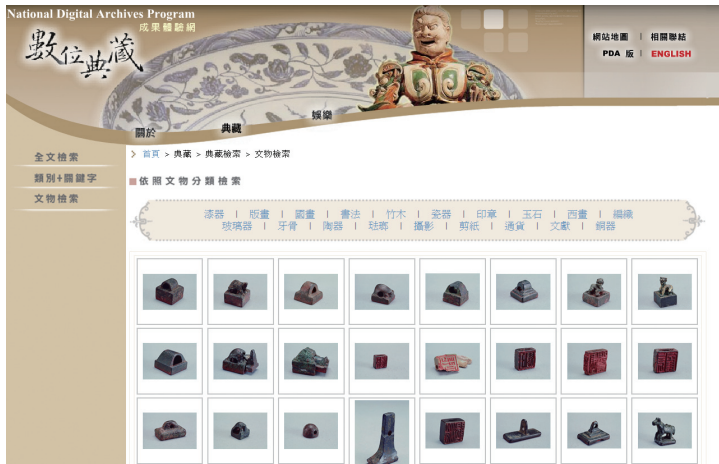 National Digital Archives Program
成果體驗網
數位典藏
網站地圖 | 相關聯結
PDA 版 | ENGLISH
關於
典藏
娛樂
全文檢索
類別+關鍵字
文物檢索
首頁 > 典藏 > 典藏檢索 > 文物檢索
依照文物分類檢索
漆器 | 版畫 | 國畫 | 書法 | 竹木 | 瓷器 | 印章 | 玉石 | 西畫 | 編織
玻璃器 | 牙骨 | 陶器 | 琺瑯 | 攝影 | 剪紙 | 通貨 | 文獻 | 銅器